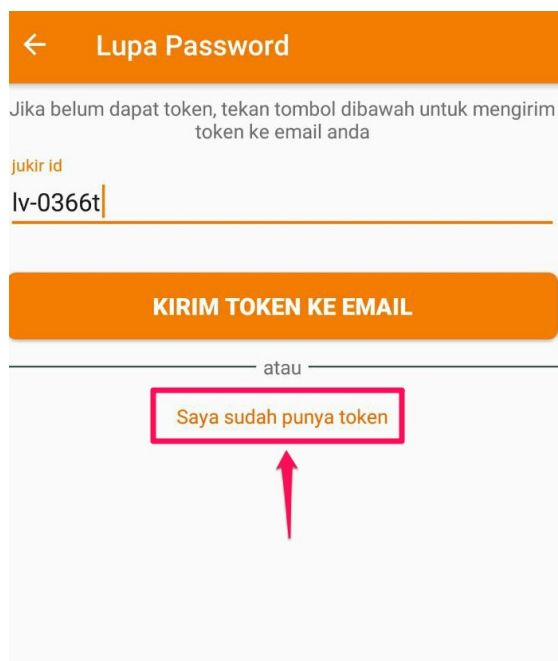 Lupa Password
Jika belum dapat token, tekan tombol dibawah untuk mengirim
token ke email anda
jukir id
lv-0366t
KIRIM TOKEN KE EMAIL
atau
Saya sudah punya token